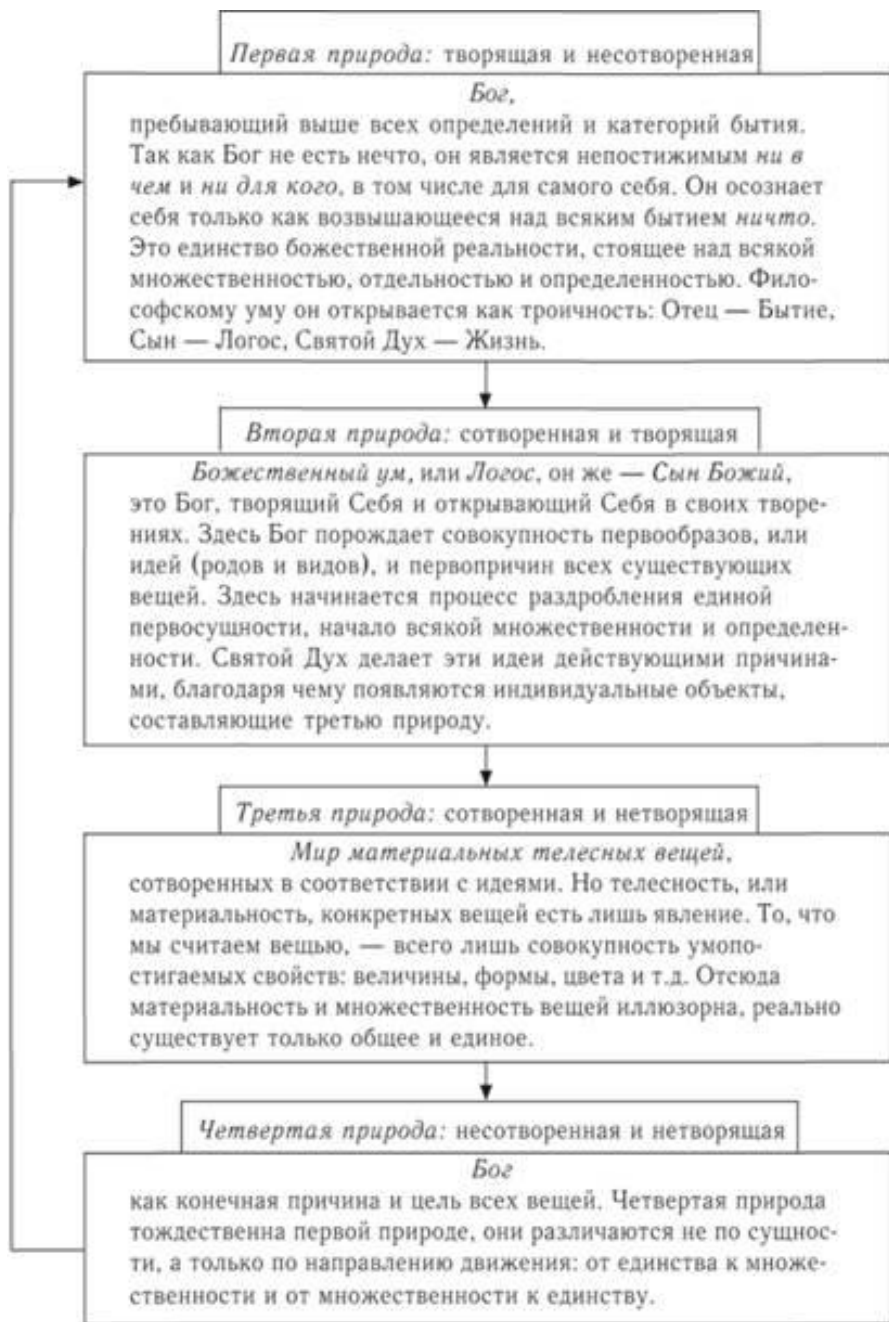 Первая природа: творящая и несотворенная
Бог,
пребывающий выше всех определений и категорий бытия.
Так как Бог не есть нечто, он является непостижимым ни в
чем и ни для кого, в том числе для самого себя. Он осознает
себя только как возвышающееся над всяким бытием ничто.
Это единство божественной реальности, стоящее над всякой
множественностью, отдельностью и определенностью. Фило-
софскому уму он открывается как троичность: Отец — Бытие,
Сын — Логос, Святой Дух — Жизнь.
Вторая природа: сотворенная и творящая
Божественный ум, или Логос, он же — Сын Божий,
это Бог, творящий Себя и открывающий Себя в своих творе-
ниях. Здесь Бог порождает совокупность первообразов, или
идей (родов и видов), и первопричин всех существующих
вещей. Здесь начинается процесс раздробления единой
первосущности, начало всякой множественности и определен-
ности. Святой Дух делает эти идеи действующими причина-
ми, благодаря чему появляются индивидуальные объекты,
составляющие третью природу.
Третья природа: сотворенная и нетворящая
Мир материальных телесных вещей,
сотворенных в соответствии с идеями. Но телесность, или
материальность, конкретных вещей есть лишь явление. То, что
мы считаем вещью, — всего лишь совокупность умопо-
стигаемых свойств: величины, формы, цвета и т.д. Отсюда
материальность и множественность вещей иллюзорна, реально
существует только общее и единое.
Четвертая природа: несотворенная и нетворящая
Бог
как конечная причина и цель всех вещей. Четвертая природа
тождественна первой природе, они различаются не по сущнос-
ти, а только по направлению движения: от единства к множе-
ственности и от множественности к единству.